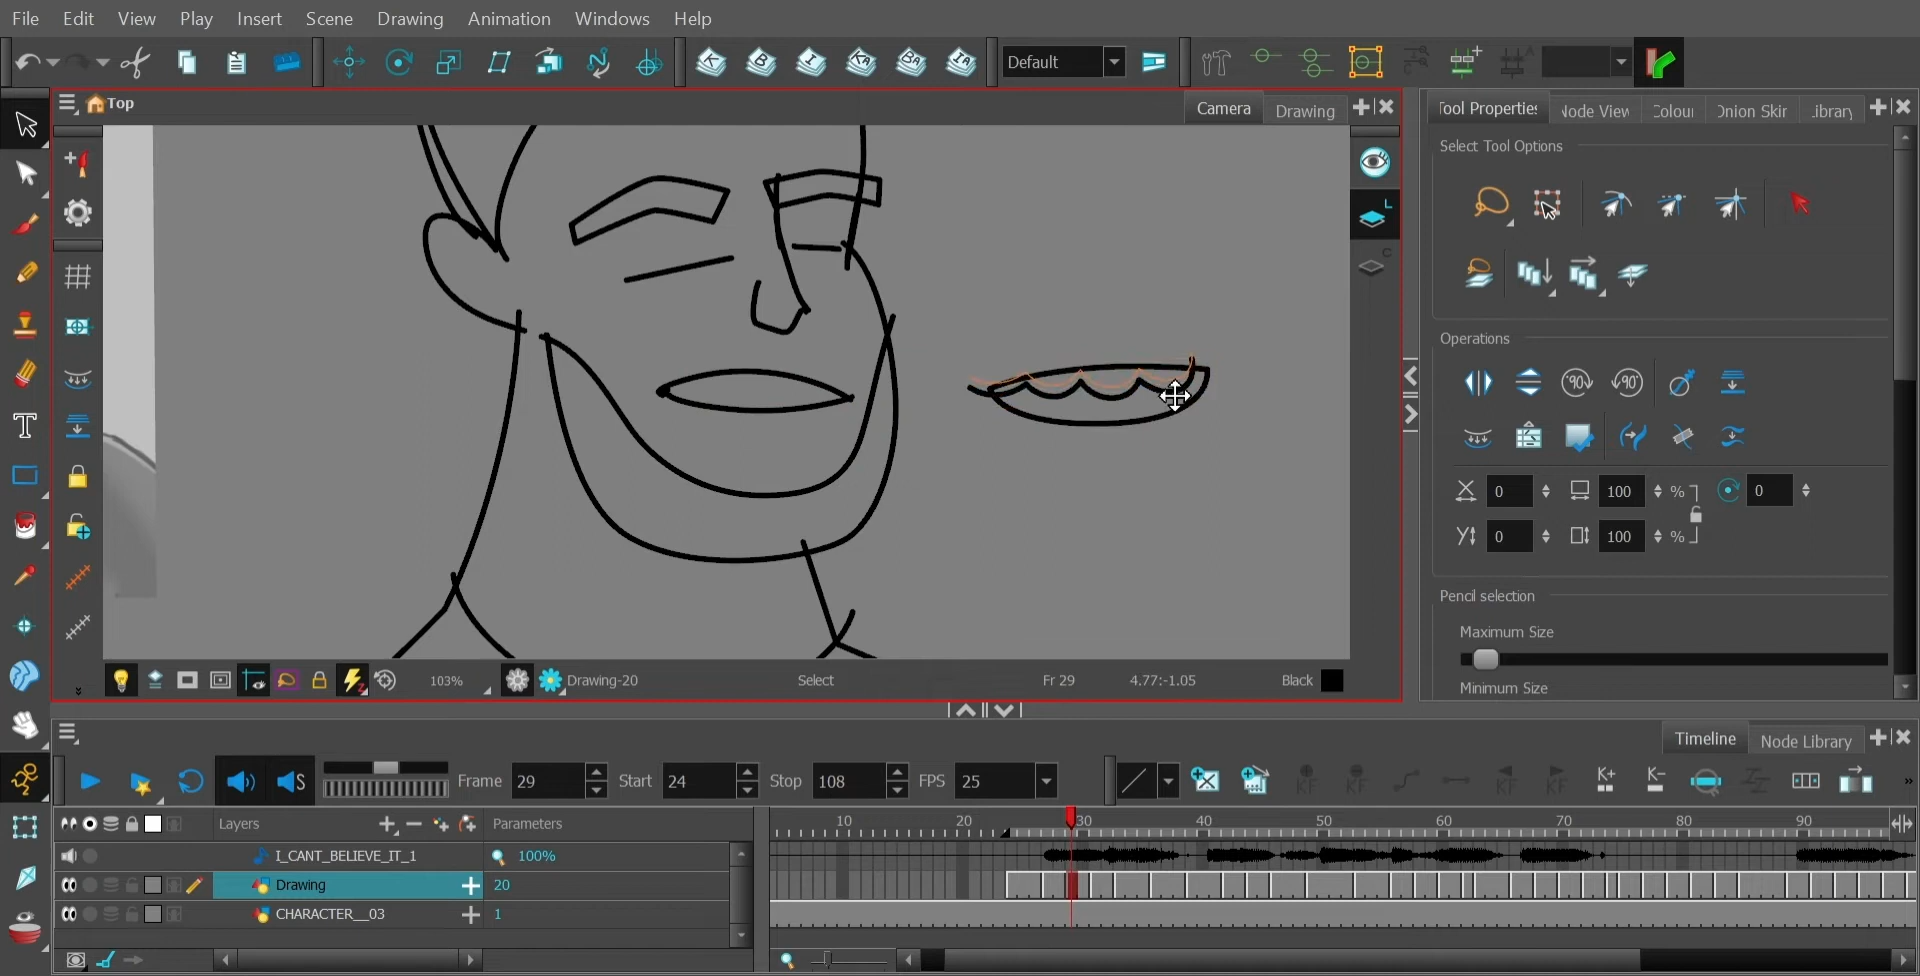 File Edit View Play Insert Scene Drawing Animation Windows Help
Default
Top
Camera Drawing
Tool Properties Node View Colour Onion Skin Library
Select Tool Options
L
C
Operations
90 90
0 100 % 0
0 100 %
Pencil selection
Maximum Size
Minimum Size
103% Drawing-20 Select Fr 29 4.77:-1.05 Black
Timeline Node Library
Frame 29 Start 24 Stop 108 FPS 25
Layers Parameters
10 20 30 40 50 60 70 80 90
I_CANT_BELIEVE_IT_1 100%
Drawing 20
CHARACTER__03 1